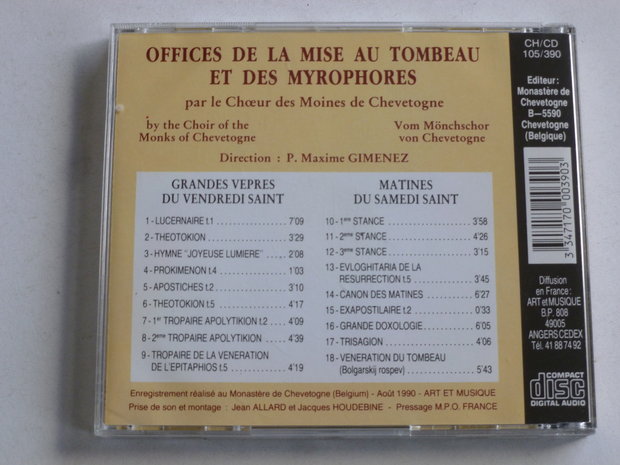 OFFICES DE LA MISE AU TOMBEAU
ET DES MYROPHORES
par le Chœur des Moines de Chevetogne
by the Choir of the
Monks of Chevetogne
Vom Mönchschor
von Chevetogne
Direction : P. Maxime GIMENEZ
GRANDES VEPRES
DU VENDREDI SAINT
1 - LUCERNAIRE t.1 7'09
2 - THEOTOKION 3'29
3 - HYMNE "JOYEUSE LUMIERE" 2'08
4 - PROKIMENON t.4 1'03
5 - APOSTICHES t.2 3'10
6 - THEOTOKION t.5 4'17
7 - 1er TROPAIRE APOLYTIKION t.2 4'09
8 - 2ème TROPAIRE APOLYTIKION 4'39
9 - TROPAIRE DE LA VENERATION
DE L'EPITAPHIOS t.5 4'19
MATINES
DU SAMEDI SAINT
10 - 1ère STANCE 3'58
11 - 2ème STANCE 4'26
12 - 3ème STANCE 3'15
13 - EVLOGHITARIA DE LA
RESURRECTION t.5 3'45
14 - CANON DES MATINES 6'27
15 - EXAPOSTILAIRE t.2 0'33
16 - GRANDE DOXOLOGIE 6'05
17 - TRISAGION 4'06
18 - VENERATION DU TOMBEAU
(Bolgarskij rospev) 5'43
Enregistrement réalisé au Monastère de Chevetogne (Belgium) - Août 1990 - ART ET MUSIQUE
Prise de son et montage : Jean ALLARD et Jacques HOUDEBINE - Pressage M.P.O. FRANCE
CH/CD
105/390
Editeur:
Monastère de
Chevetogne
B—5590
Chevetogne
(Belgique)
3 347170 003903
Diffusion
en France:
ART et MUSIQUE
B.P. 808
49005
ANGERS CEDEX
Tél. 41 88 74 92
COMPACT
disc
DIGITAL AUDIO